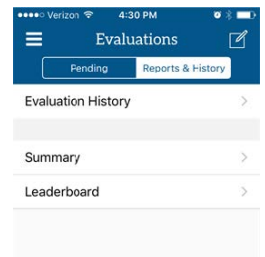 Verizon 4:30 PM
Evaluations
Pending Reports & History
Evaluation History
Summary
Leaderboard